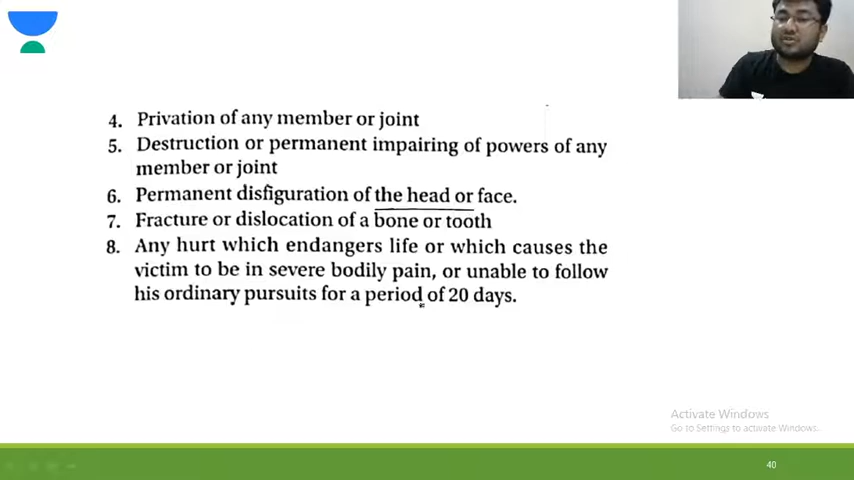 4. Privation of any member or joint
5. Destruction or permanent impairing of powers of any
member or joint
6. Permanent disfiguration of the head or face.
7. Fracture or dislocation of a bone or tooth
8. Any hurt which endangers life or which causes the
victim to be in severe bodily pain, or unable to follow
his ordinary pursuits for a period of 20 days.
Activate Windows
Go to Settings to activate Windows.
40